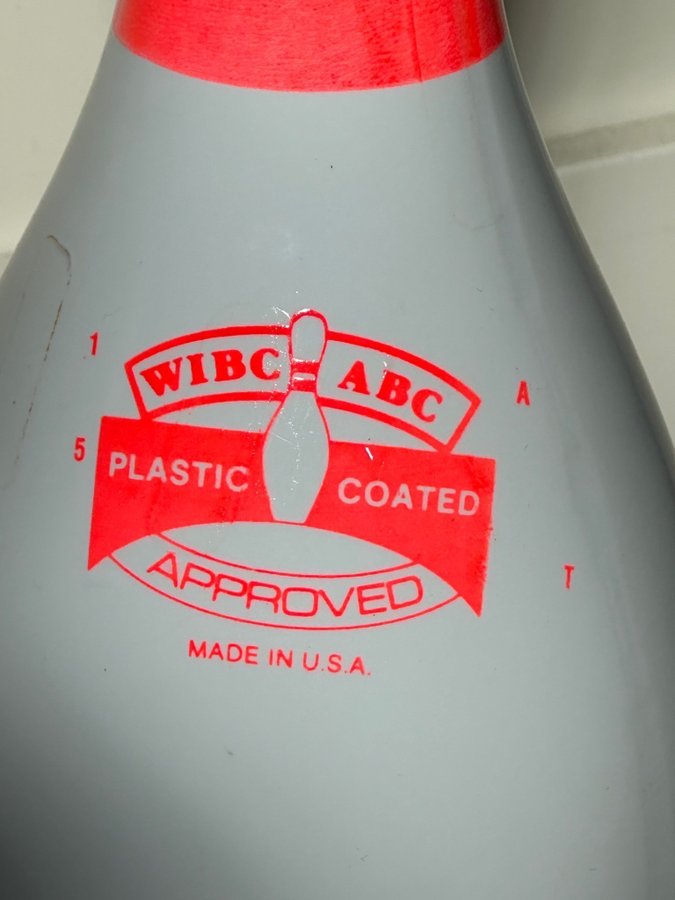 WIBC ABC
1 A
5 PLASTIC COATED
T
APPROVED
MADE IN U.S.A.